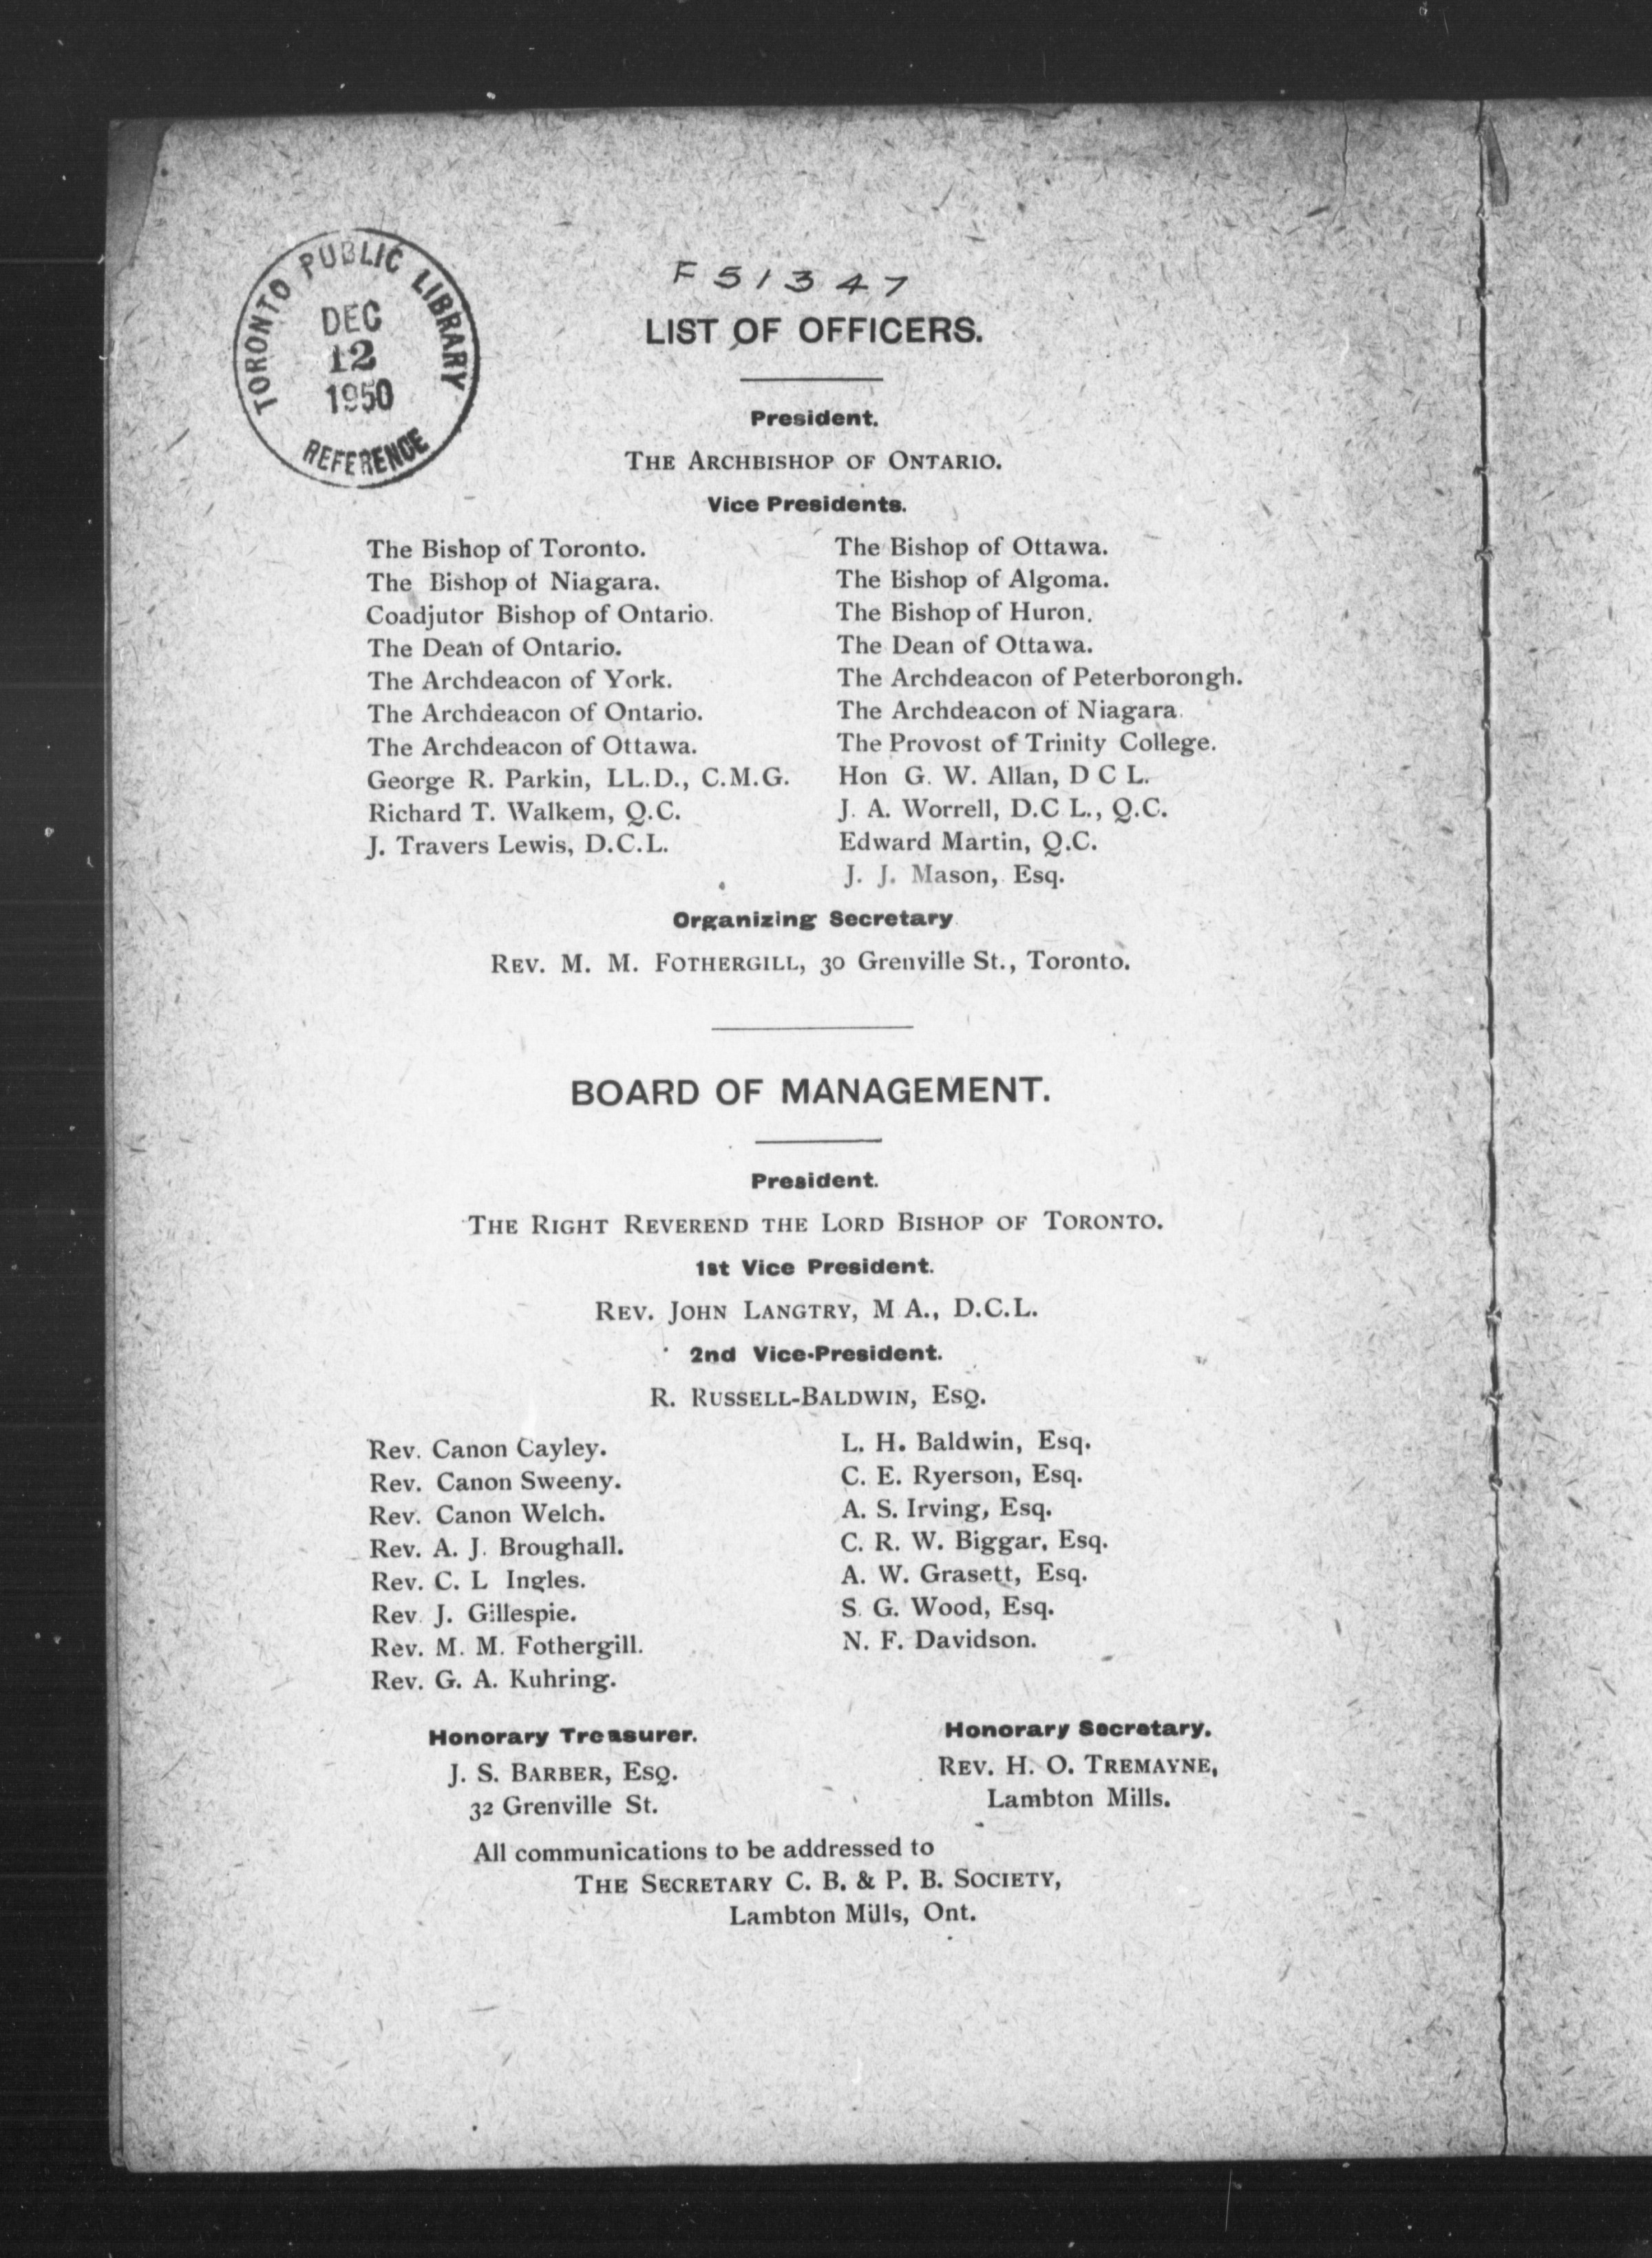 TORONTO PUBLIC LIBRARY
DEC
12
1950
REFERENCE
F51347
LIST OF OFFICERS.
President.
THE ARCHBISHOP OF ONTARIO.
Vice Presidents.
The Bishop of Toronto.
The Bishop of Niagara.
Coadjutor Bishop of Ontario.
The Dean of Ontario.
The Archdeacon of York.
The Archdeacon of Ontario.
The Archdeacon of Ottawa.
George R. Parkin, LL.D., C.M.G.
Richard T. Walkem, Q.C.
J. Travers Lewis, D.C.L.
The Bishop of Ottawa.
The Bishop of Algoma.
The Bishop of Huron.
The Dean of Ottawa.
The Archdeacon of Peterborongh.
The Archdeacon of Niagara.
The Provost of Trinity College.
Hon G. W. Allan, D C L.
J. A. Worrell, D.C L., Q.C.
Edward Martin, Q.C.
J. J. Mason, Esq.
Organizing Secretary
REV. M. M. FOTHERGILL, 30 Grenville St., Toronto.
BOARD OF MANAGEMENT.
President.
THE RIGHT REVEREND THE LORD BISHOP OF TORONTO.
1st Vice President.
REV. JOHN LANGTRY, M A., D.C.L.
2nd Vice-President.
R. RUSSELL-BALDWIN, ESQ.
Rev. Canon Cayley.
Rev. Canon Sweeny.
Rev. Canon Welch.
Rev. A. J. Broughall.
Rev. C. L Ingles.
Rev. J. Gillespie.
Rev. M. M. Fothergill.
Rev. G. A. Kuhring.
L. H. Baldwin, Esq.
C. E. Ryerson, Esq.
A. S. Irving, Esq.
C. R. W. Biggar, Esq.
A. W. Grasett, Esq.
S. G. Wood, Esq.
N. F. Davidson.
Honorary Treasurer.
J. S. BARBER, ESQ.
32 Grenville St.
Honorary Secretary.
REV. H. O. TREMAYNE,
Lambton Mills.
All communications to be addressed to
THE SECRETARY C. B. & P. B. SOCIETY,
Lambton Mills, Ont.